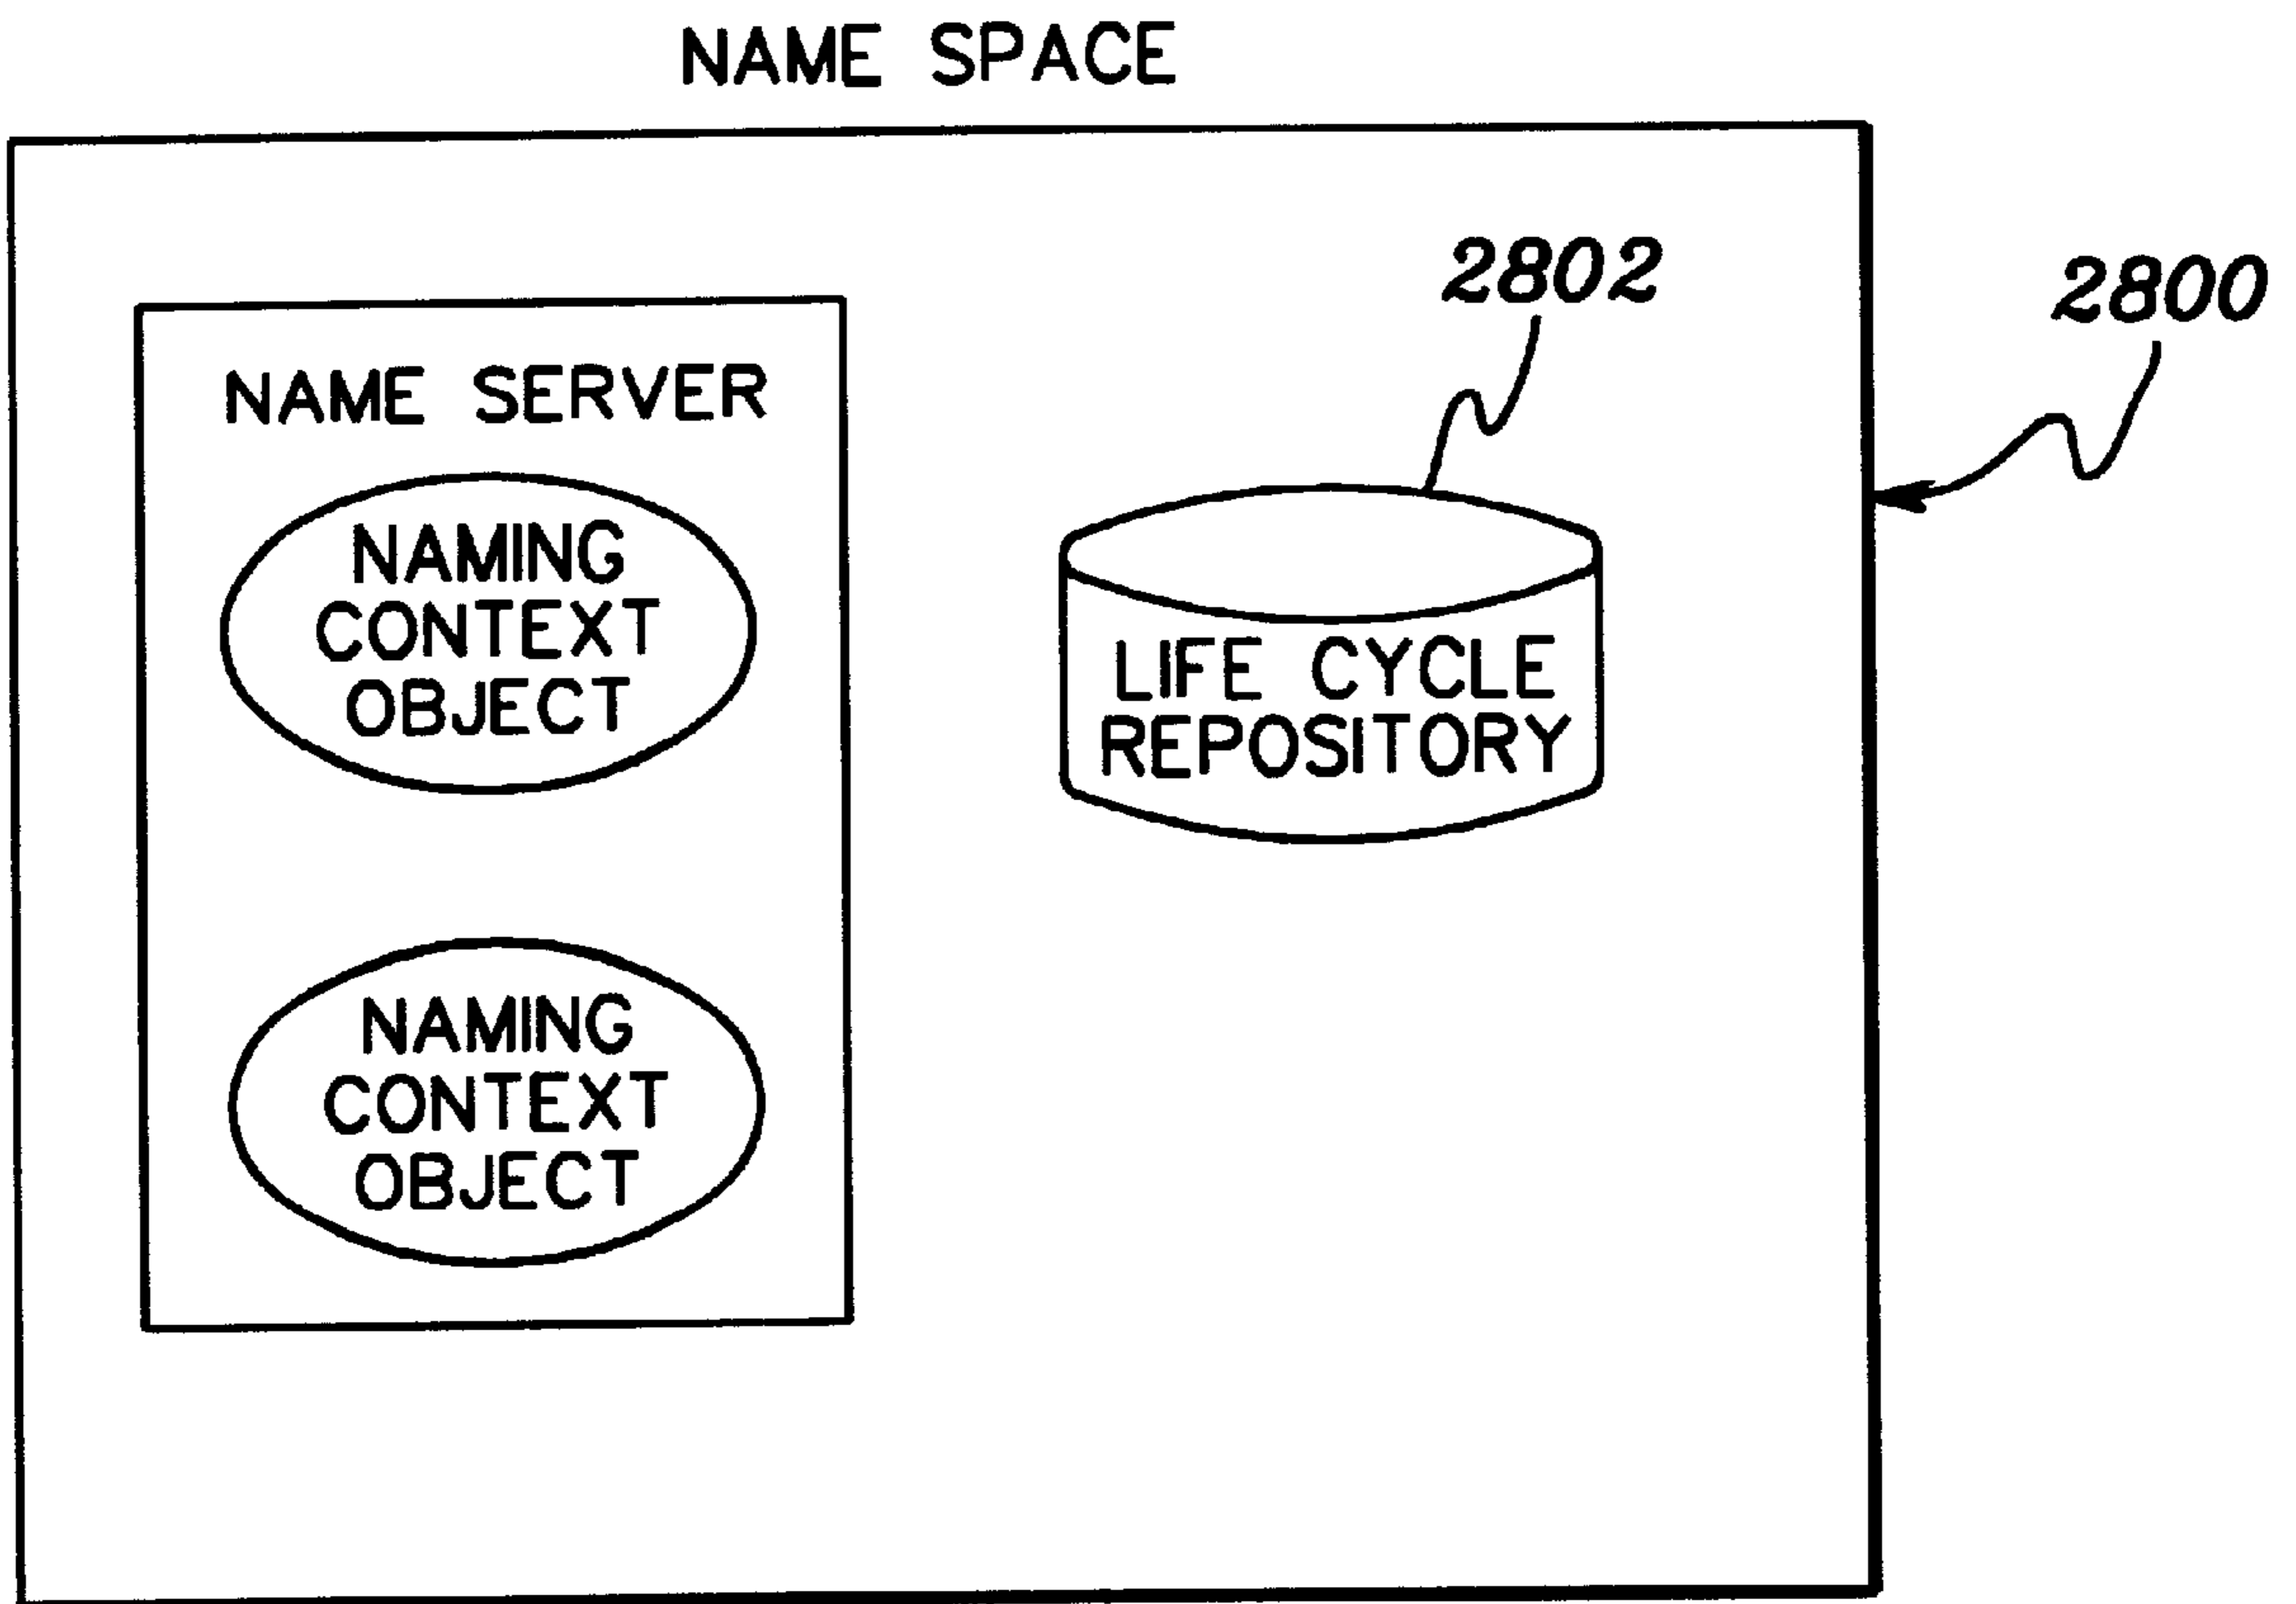 NAME SPACE
2802
2800
NAME SERVER
NAMING
CONTEXT
OBJECT
LIFE CYCLE
REPOSITORY
NAMING
CONTEXT
OBJECT